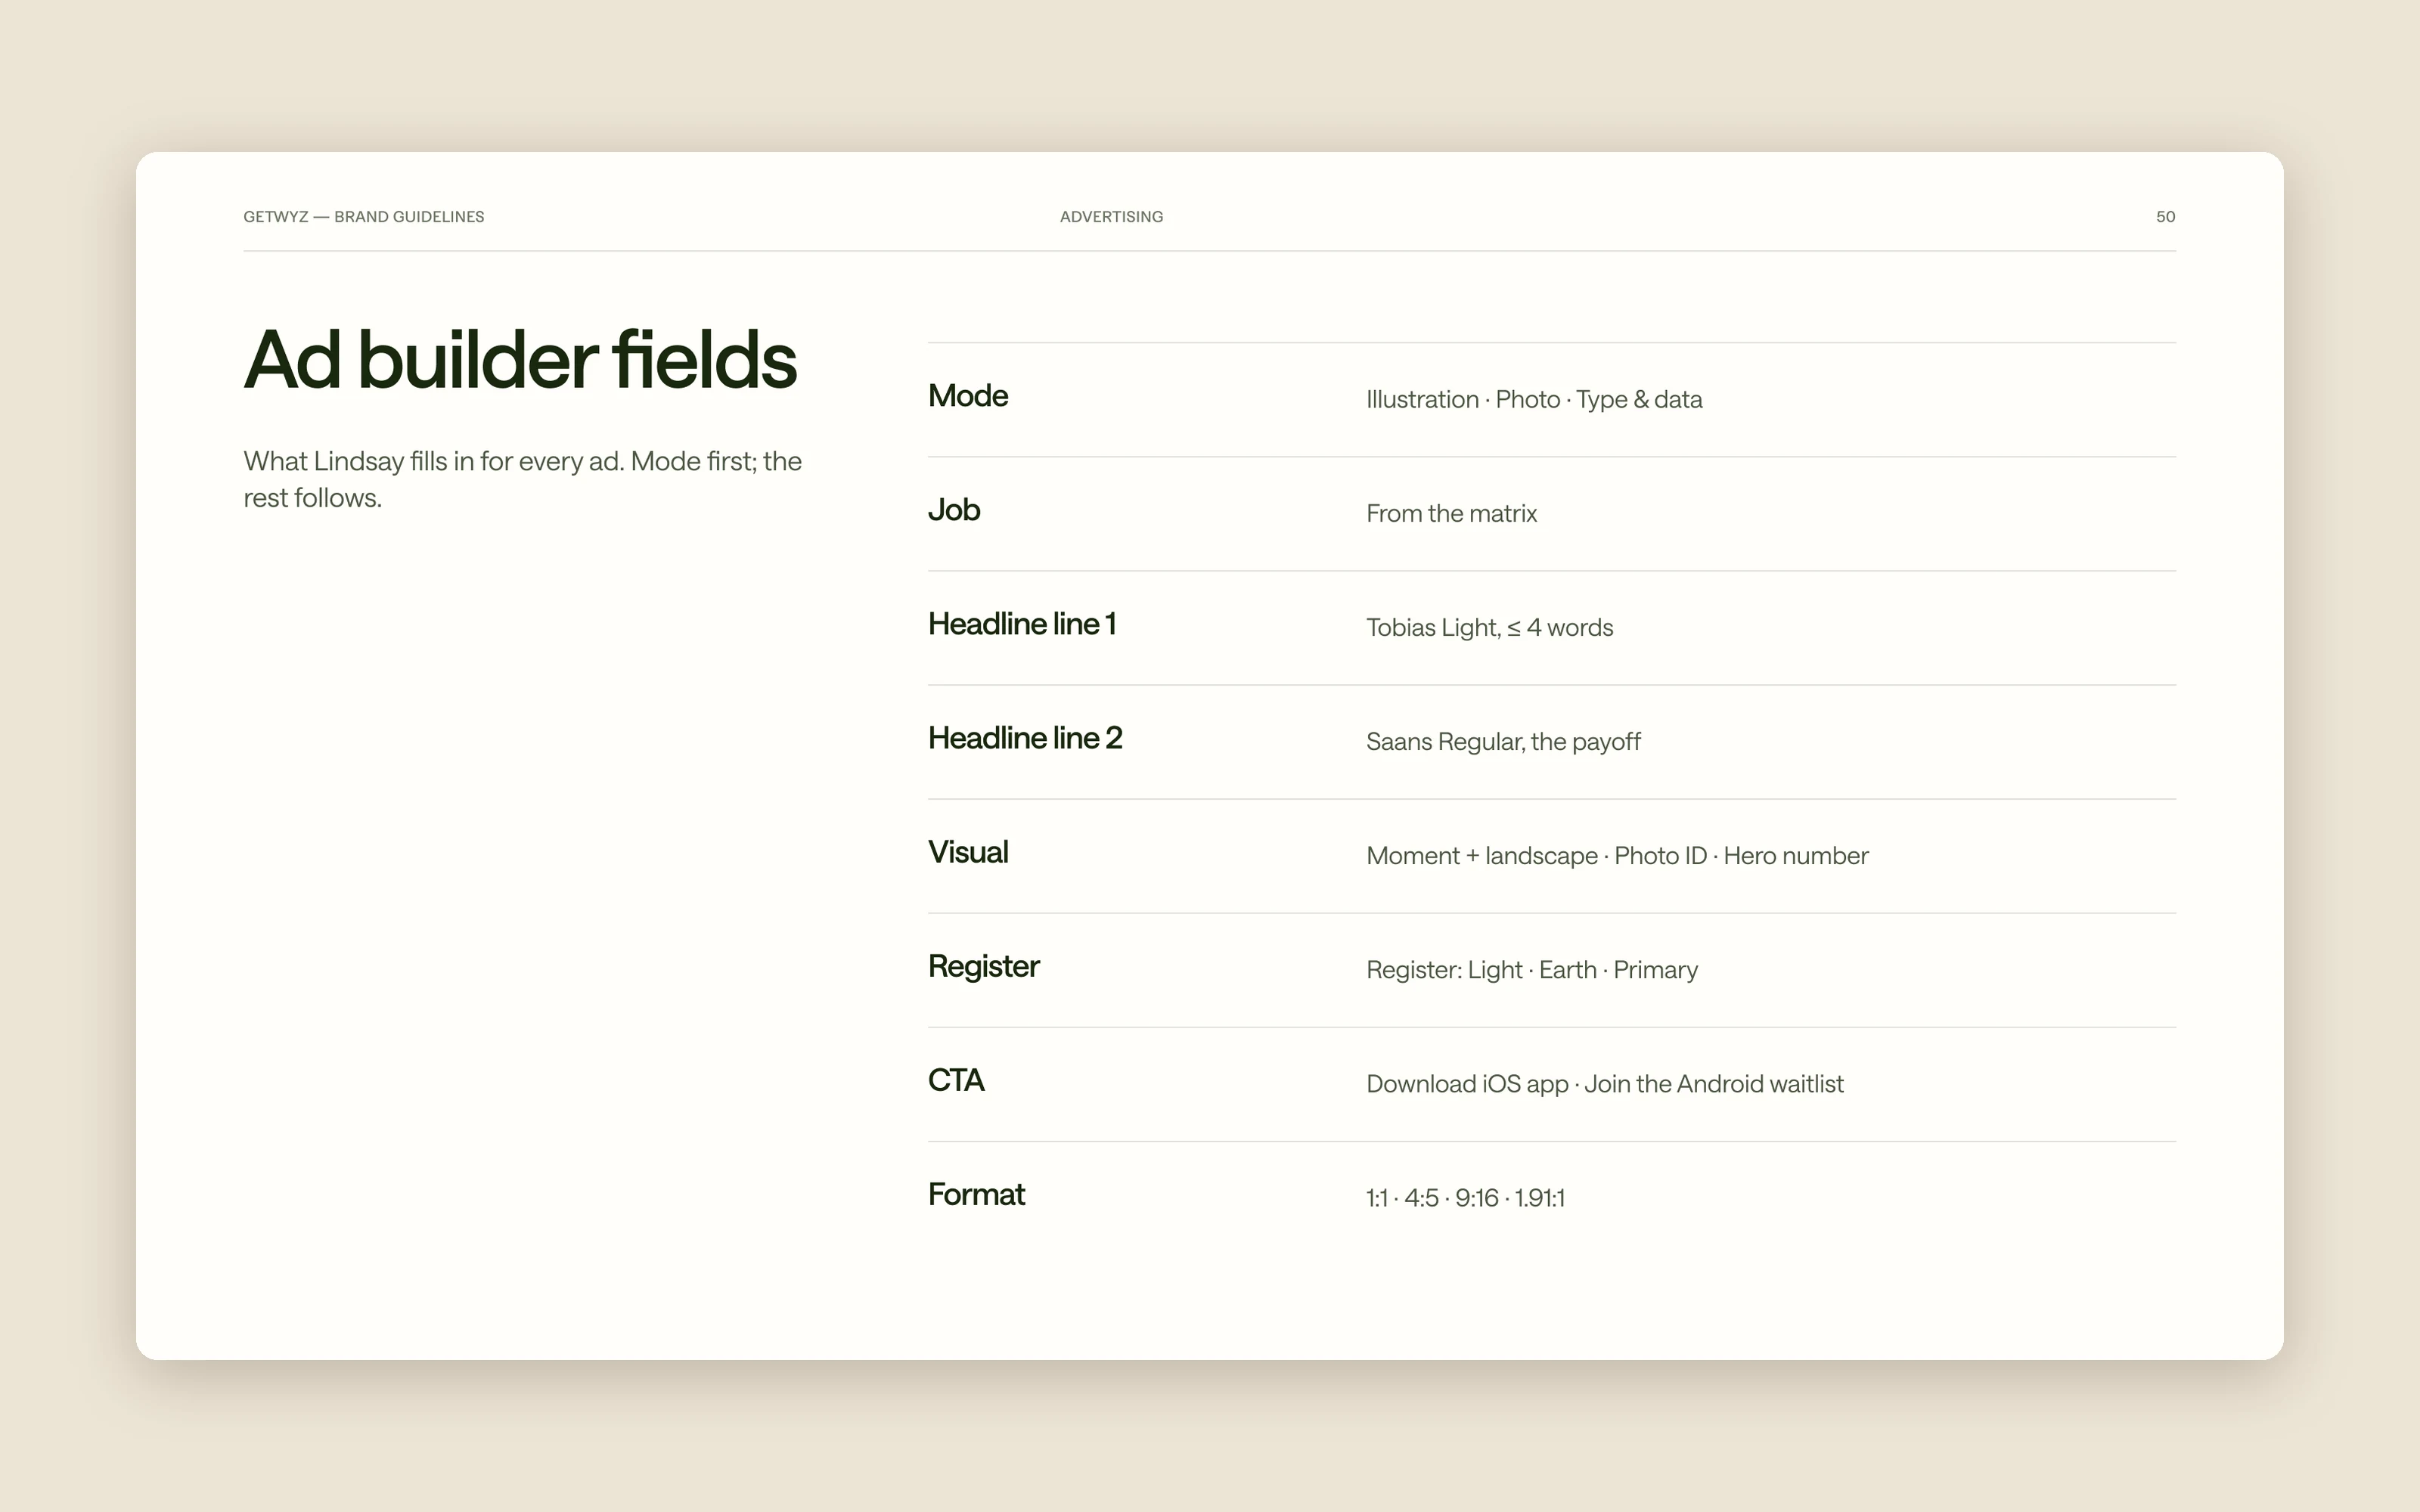 GETWYZ — BRAND GUIDELINES
ADVERTISING
50
Ad builder fields
What Lindsay fills in for every ad. Mode first; the
rest follows.
Mode
Illustration · Photo · Type & data
Job
From the matrix
Headline line 1
Tobias Light, ≤ 4 words
Headline line 2
Saans Regular, the payoff
Visual
Moment + landscape · Photo ID · Hero number
Register
Register: Light · Earth · Primary
CTA
Download iOS app · Join the Android waitlist
Format
1:1 · 4:5 · 9:16 · 1.91:1